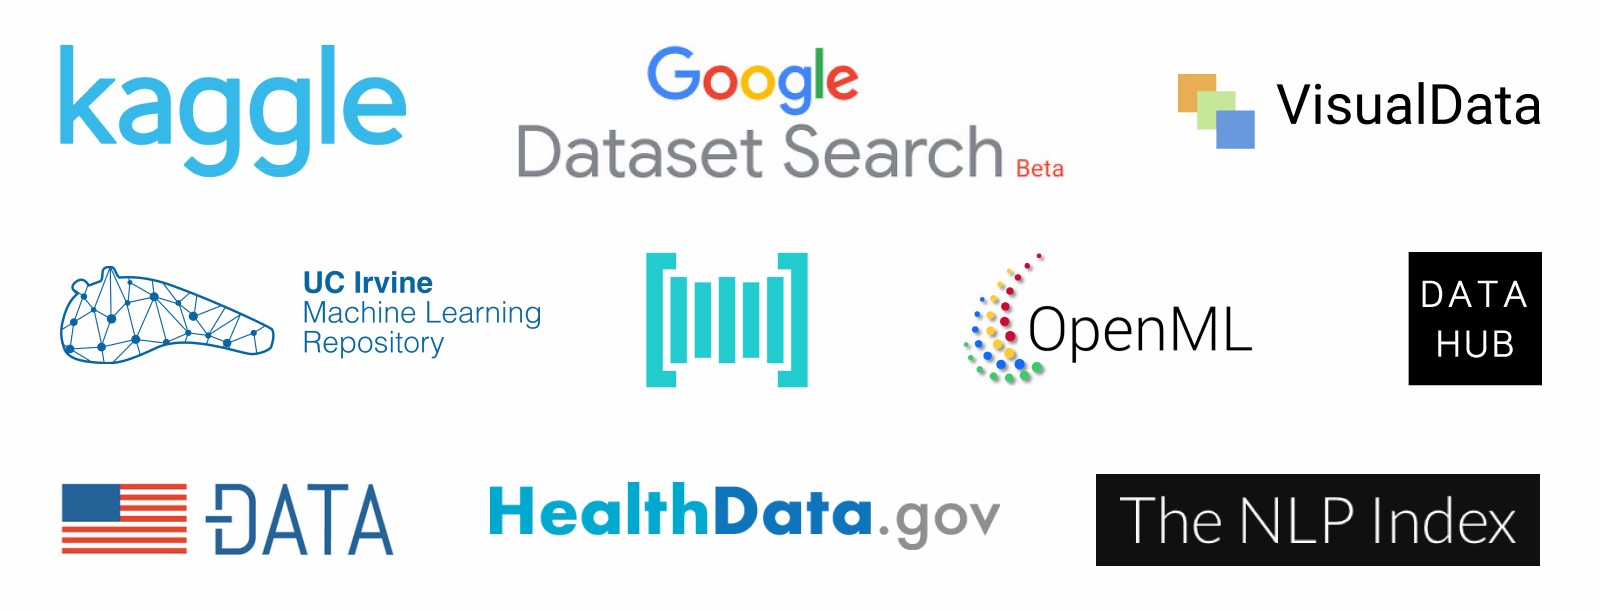 kaggle
Google
Dataset Search Beta
VisualData
UC Irvine
Machine Learning
Repository
OpenML
DATA
HUB
DATA
HealthData.gov
The NLP Index